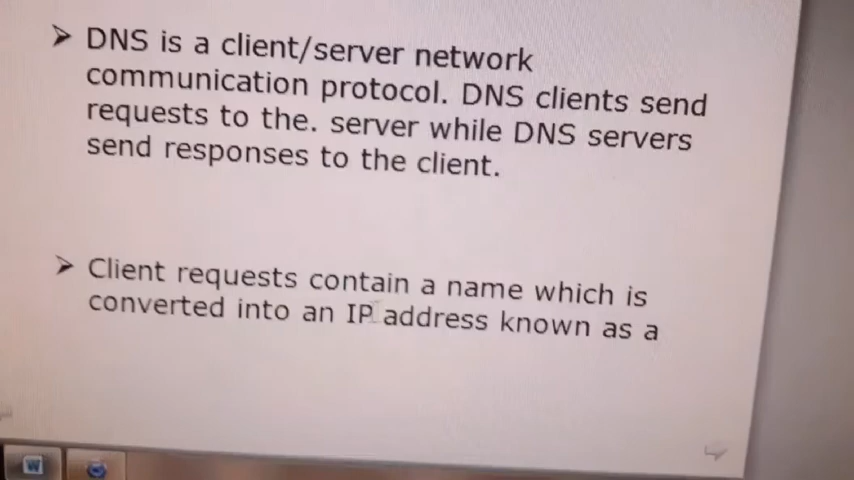 ➢ DNS is a client/server network
communication protocol. DNS clients send
requests to the. server while DNS servers
send responses to the client.
➢ Client requests contain a name which is
converted into an IP address known as a
W